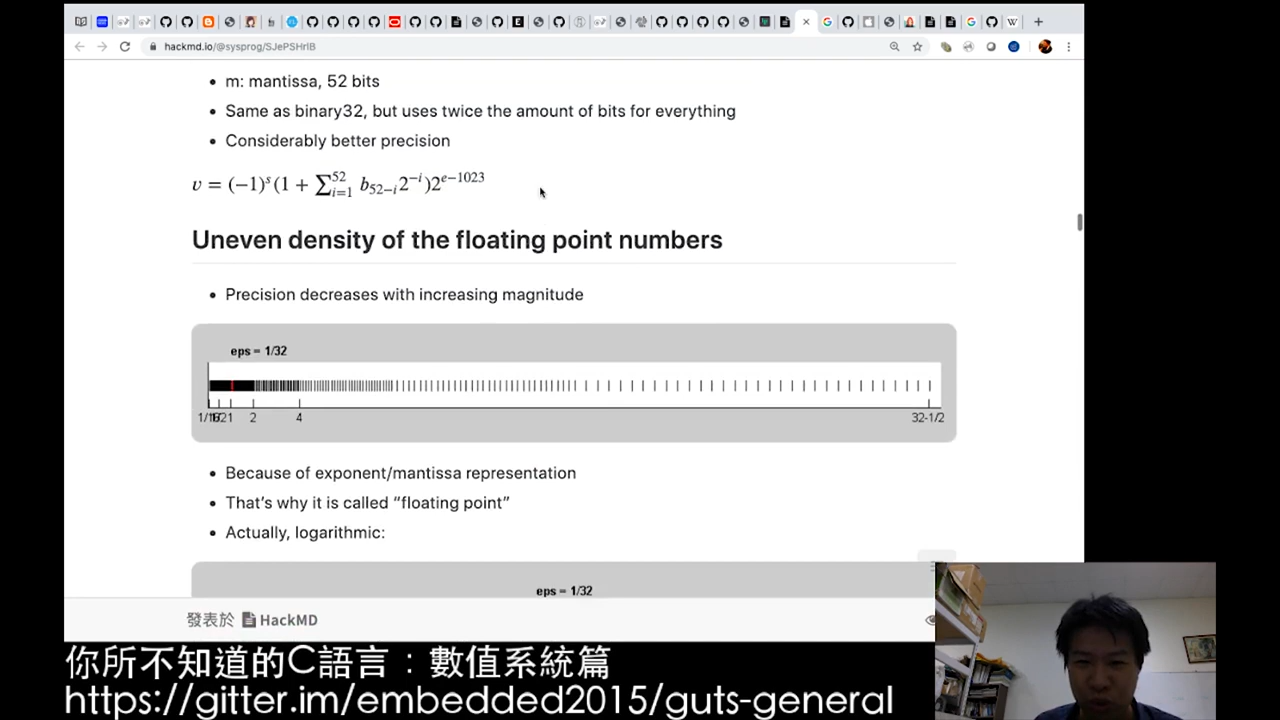 hackmd.io/@sysprog/SJePSHrlB
m: mantissa, 52 bits
Same as binary32, but uses twice the amount of bits for everything
Considerably better precision
v = (−1)^s(1 + ∑_{i=1}^{52} b_{52−i}2^{−i})2^{e−1023}
Uneven density of the floating point numbers
Precision decreases with increasing magnitude
eps = 1/32
2 4 32-1/2
Because of exponent/mantissa representation
That's why it is called “floating point”
Actually, logarithmic:
eps = 1/32
發表於 HackMD
你所不知道的C語言：數值系統篇
https://gitter.im/embedded2015/guts-general